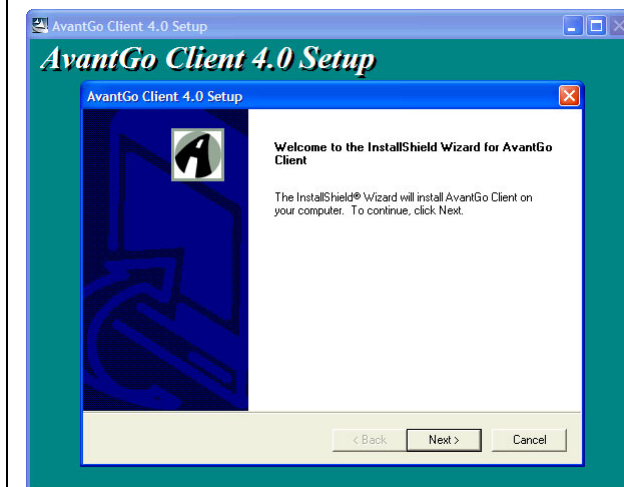 AvantGo Client 4.0 Setup
AvantGo Client 4.0 Setup
AvantGo Client 4.0 Setup
Welcome to the InstallShield Wizard for AvantGo
Client
The InstallShield® Wizard will install AvantGo Client on
your computer. To continue, click Next.
< Back Next > Cancel